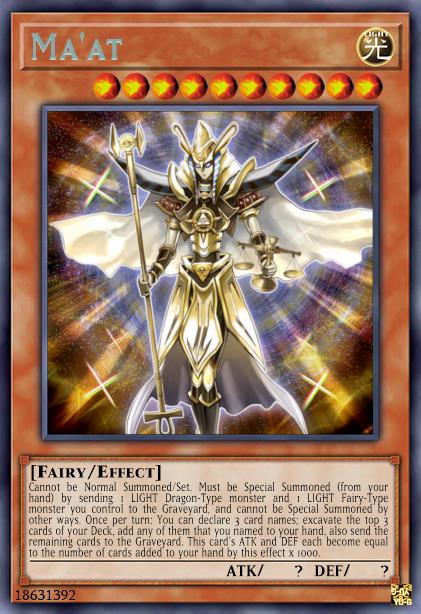 Ma'at
LIGHT
光
[Fairy/Effect]
Cannot be Normal Summoned/Set. Must be Special Summoned (from your
hand) by sending 1 LIGHT Dragon-Type monster and 1 LIGHT Fairy-Type
monster you control to the Graveyard, and cannot be Special Summoned by
other ways. Once per turn: You can declare 3 card names; excavate the top 3
cards of your Deck, add any of them that you named to your hand, also send the
remaining cards to the Graveyard. This card's ATK and DEF each become equal
to the number of cards added to your hand by this effect x 1000.
ATK/ ? DEF/ ?
18631392